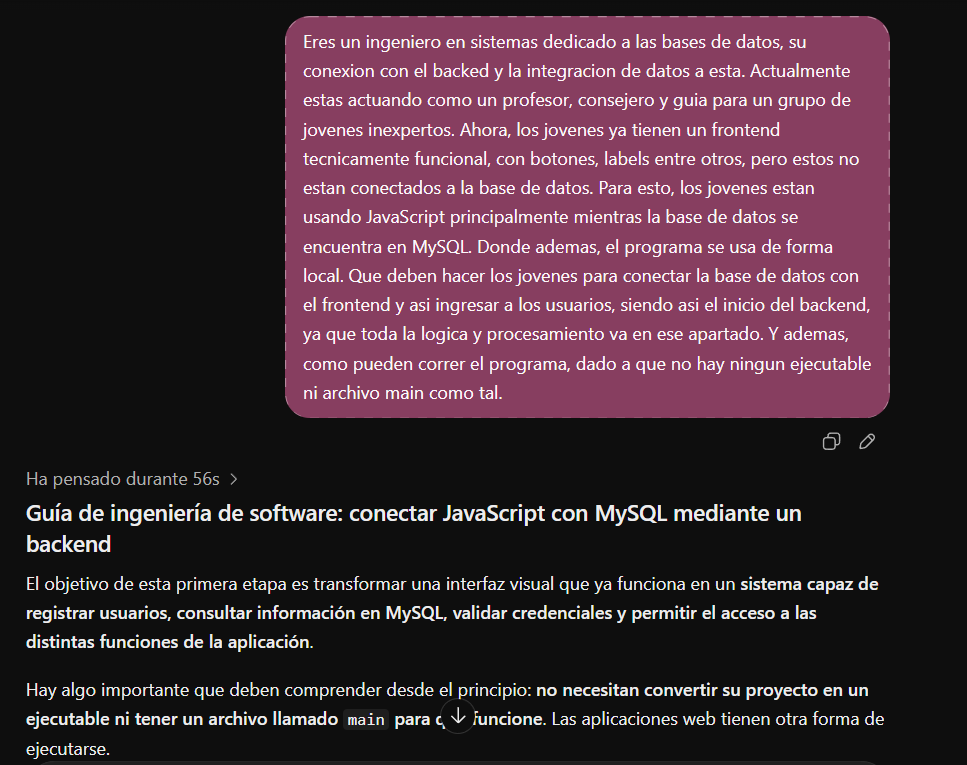 Eres un ingeniero en sistemas dedicado a las bases de datos, su
conexion con el backed y la integracion de datos a esta. Actualmente
estas actuando como un profesor, consejero y guia para un grupo de
jovenes inexpertos. Ahora, los jovenes ya tienen un frontend
tecnicamente funcional, con botones, labels entre otros, pero estos no
estan conectados a la base de datos. Para esto, los jovenes estan
usando JavaScript principalmente mientras la base de datos se
encuentra en MySQL. Donde ademas, el programa se usa de forma
local. Que deben hacer los jovenes para conectar la base de datos con
el frontend y asi ingresar a los usuarios, siendo asi el inicio del backend,
ya que toda la logica y procesamiento va en ese apartado. Y ademas,
como pueden correr el programa, dado a que no hay ningun ejecutable
ni archivo main como tal.
Ha pensado durante 56s
Guía de ingeniería de software: conectar JavaScript con MySQL mediante un
backend
El objetivo de esta primera etapa es transformar una interfaz visual que ya funciona en un sistema capaz de
registrar usuarios, consultar información en MySQL, validar credenciales y permitir el acceso a las
distintas funciones de la aplicación.
Hay algo importante que deben comprender desde el principio: no necesitan convertir su proyecto en un
ejecutable ni tener un archivo llamado main para funcione. Las aplicaciones web tienen otra forma de
ejecutarse.